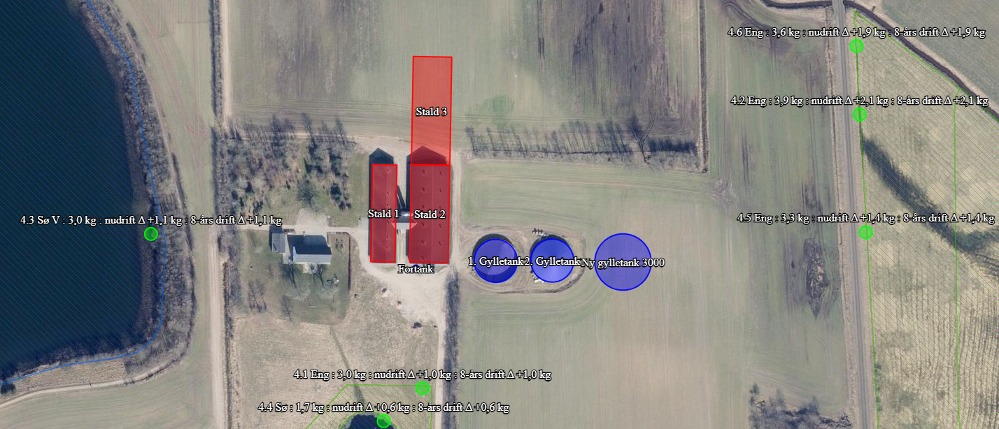 4.6 Eng : 3,6 kg : nudrift Δ +1,9 kg : 8-års drift Δ +1,9 kg
4.2 Eng : 3,9 kg : nudrift Δ +2,1 kg : 8-års drift Δ +2,1 kg
Stald 3
Stald 1
Stald 2
4.3 Sø V : 3,0 kg : nudrift Δ +1,1 kg : 8-års drift Δ +1,1 kg
4.5 Eng : 3,3 kg : nudrift Δ +1,4 kg : 8-års drift Δ +1,4 kg
1. Gylletank
2. Gylletank
Ny gylletank 3000
Fortank
4.1 Eng : 3,0 kg : nudrift Δ +1,0 kg : 8-års drift Δ +1,0 kg
4.4 Sø : 1,7 kg : nudrift Δ +0,6 kg : 8-års drift Δ +0,6 kg